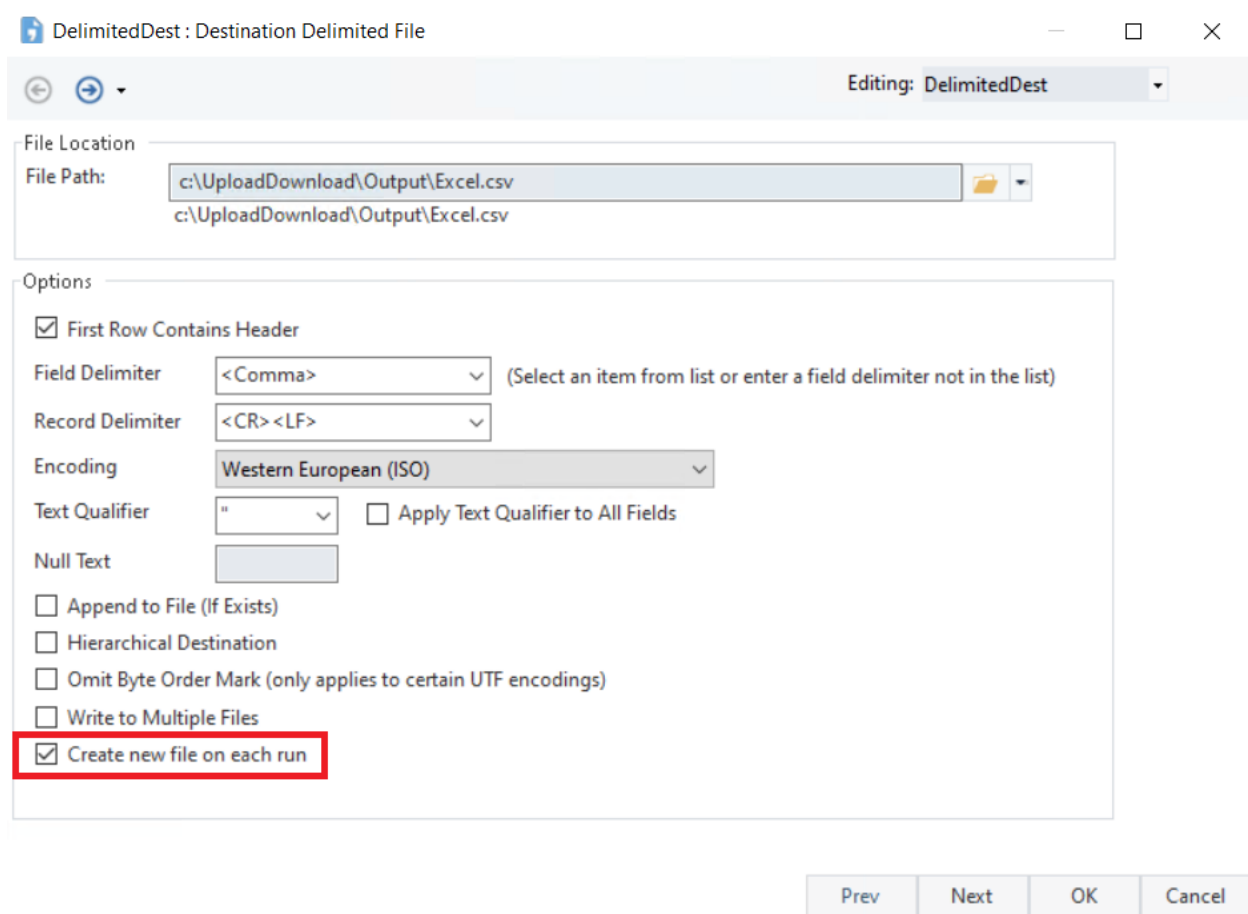 DelimitedDest : Destination Delimited File
Editing: DelimitedDest
File Location
File Path: c:\UploadDownload\Output\Excel.csv
c:\UploadDownload\Output\Excel.csv
Options
First Row Contains Header
Field Delimiter <Comma> (Select an item from list or enter a field delimiter not in the list)
Record Delimiter <CR><LF>
Encoding Western European (ISO)
Text Qualifier " Apply Text Qualifier to All Fields
Null Text
Append to File (If Exists)
Hierarchical Destination
Omit Byte Order Mark (only applies to certain UTF encodings)
Write to Multiple Files
Create new file on each run
Prev Next OK Cancel